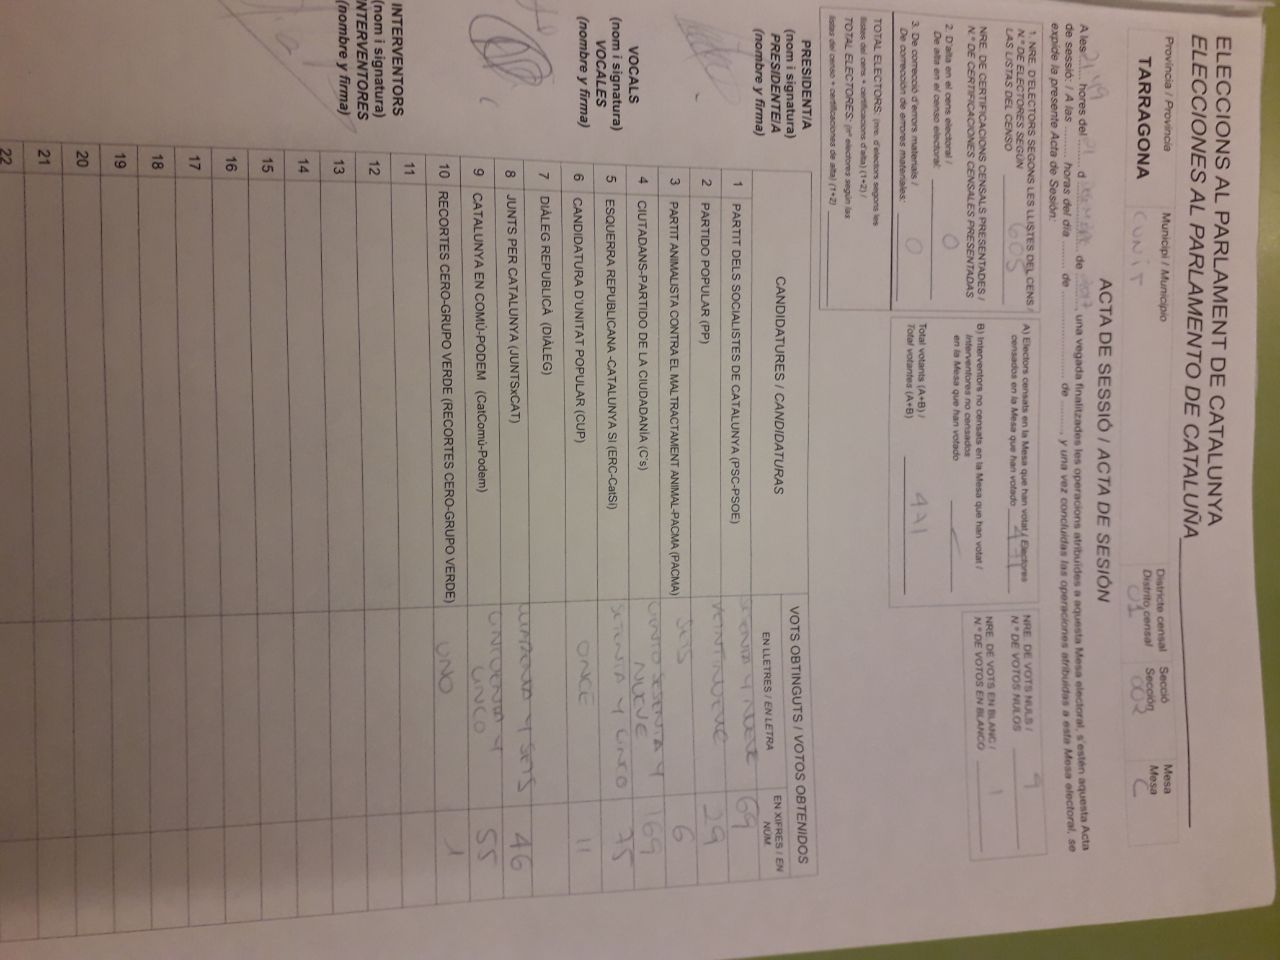 ELECCIONS AL PARLAMENT DE CATALUNYA
ELECCIONES AL PARLAMENTO DE CATALUÑA
Província / Provincia
TARRAGONA
Municipi / Municipio
CUNIT
Districte censal
Distrito censal
01
Secció
Sección
002
Mesa
Mesa
C
ACTA DE SESSIÓ / ACTA DE SESIÓN
A les hores del d de , una vegada finalitzades les operacions atribuïdes a aquesta Mesa electoral, s'estén aquesta Acta
de sessió: / A las ........ horas del día ........ de ........ de ........, y una vez concluidas las operaciones atribuidas a esta Mesa electoral, se
expide la presente Acta de Sesión:
1. NRE. D'ELECTORS SEGONS LES LLISTES DEL CENS /
N.º DE ELECTORES SEGÚN
LAS LISTAS DEL CENSO
605
NRE. DE CERTIFICACIONS CENSALS PRESENTADES /
N.º DE CERTIFICACIONES CENSALES PRESENTADAS
2. D'alta en el cens electoral /
De alta en el censo electoral:
0
3. De correcció d'errors materials /
De corrección de errores materiales:
0
TOTAL ELECTORS: (nre. d'electors segons les
llistes del cens + certificacions d'alta) (1+2) /
TOTAL ELECTORES: (nº electores según las
listas del censo + certificaciones de alta) (1+2)
A) Electors censats en la Mesa que han votat / Electores
censados en la Mesa que han votado
471
B) Interventors no censats en la Mesa que han votat /
Interventores no censados
en la Mesa que han votado
Total votants (A+B) /
Total votantes (A+B)
471
NRE. DE VOTS NULS /
N.º DE VOTOS NULOS
9
NRE. DE VOTS EN BLANC /
N.º DE VOTOS EN BLANCO
1
CANDIDATURES / CANDIDATURAS
VOTS OBTINGUTS / VOTOS OBTENIDOS
EN LLETRES / EN LETRA
EN XIFRES / EN NÚM.
1 PARTIT DELS SOCIALISTES DE CATALUNYA (PSC-PSOE) SESENTA Y NUEVE 69
2 PARTIDO POPULAR (PP) VEINTINUEVE 29
3 PARTIT ANIMALISTA CONTRA EL MALTRACTAMENT ANIMAL-PACMA (PACMA) SEIS 6
4 CIUTADANS-PARTIDO DE LA CIUDADANÍA (C's) CIENTO SESENTA Y NUEVE 169
5 ESQUERRA REPUBLICANA -CATALUNYA SI (ERC-CatSI) SETENTA Y CINCO 75
6 CANDIDATURA D'UNITAT POPULAR (CUP) ONCE 11
7 DIÀLEG REPUBLICÀ (DIÀLEG)
8 JUNTS PER CATALUNYA (JUNTSxCAT) CUARENTA Y SEIS 46
9 CATALUNYA EN COMÚ-PODEM (CatComú-Podem) CINCUENTA Y CINCO 55
10 RECORTES CERO-GRUPO VERDE (RECORTES CERO-GRUPO VERDE) UNO 1
11
12
13
14
15
16
17
18
19
20
21
22
PRESIDENT/A
(nom i signatura)
PRESIDENTE/A
(nombre y firma)
VOCALS
(nom i signatura)
VOCALES
(nombre y firma)
INTERVENTORS
(nom i signatura)
INTERVENTORES
(nombre y firma)